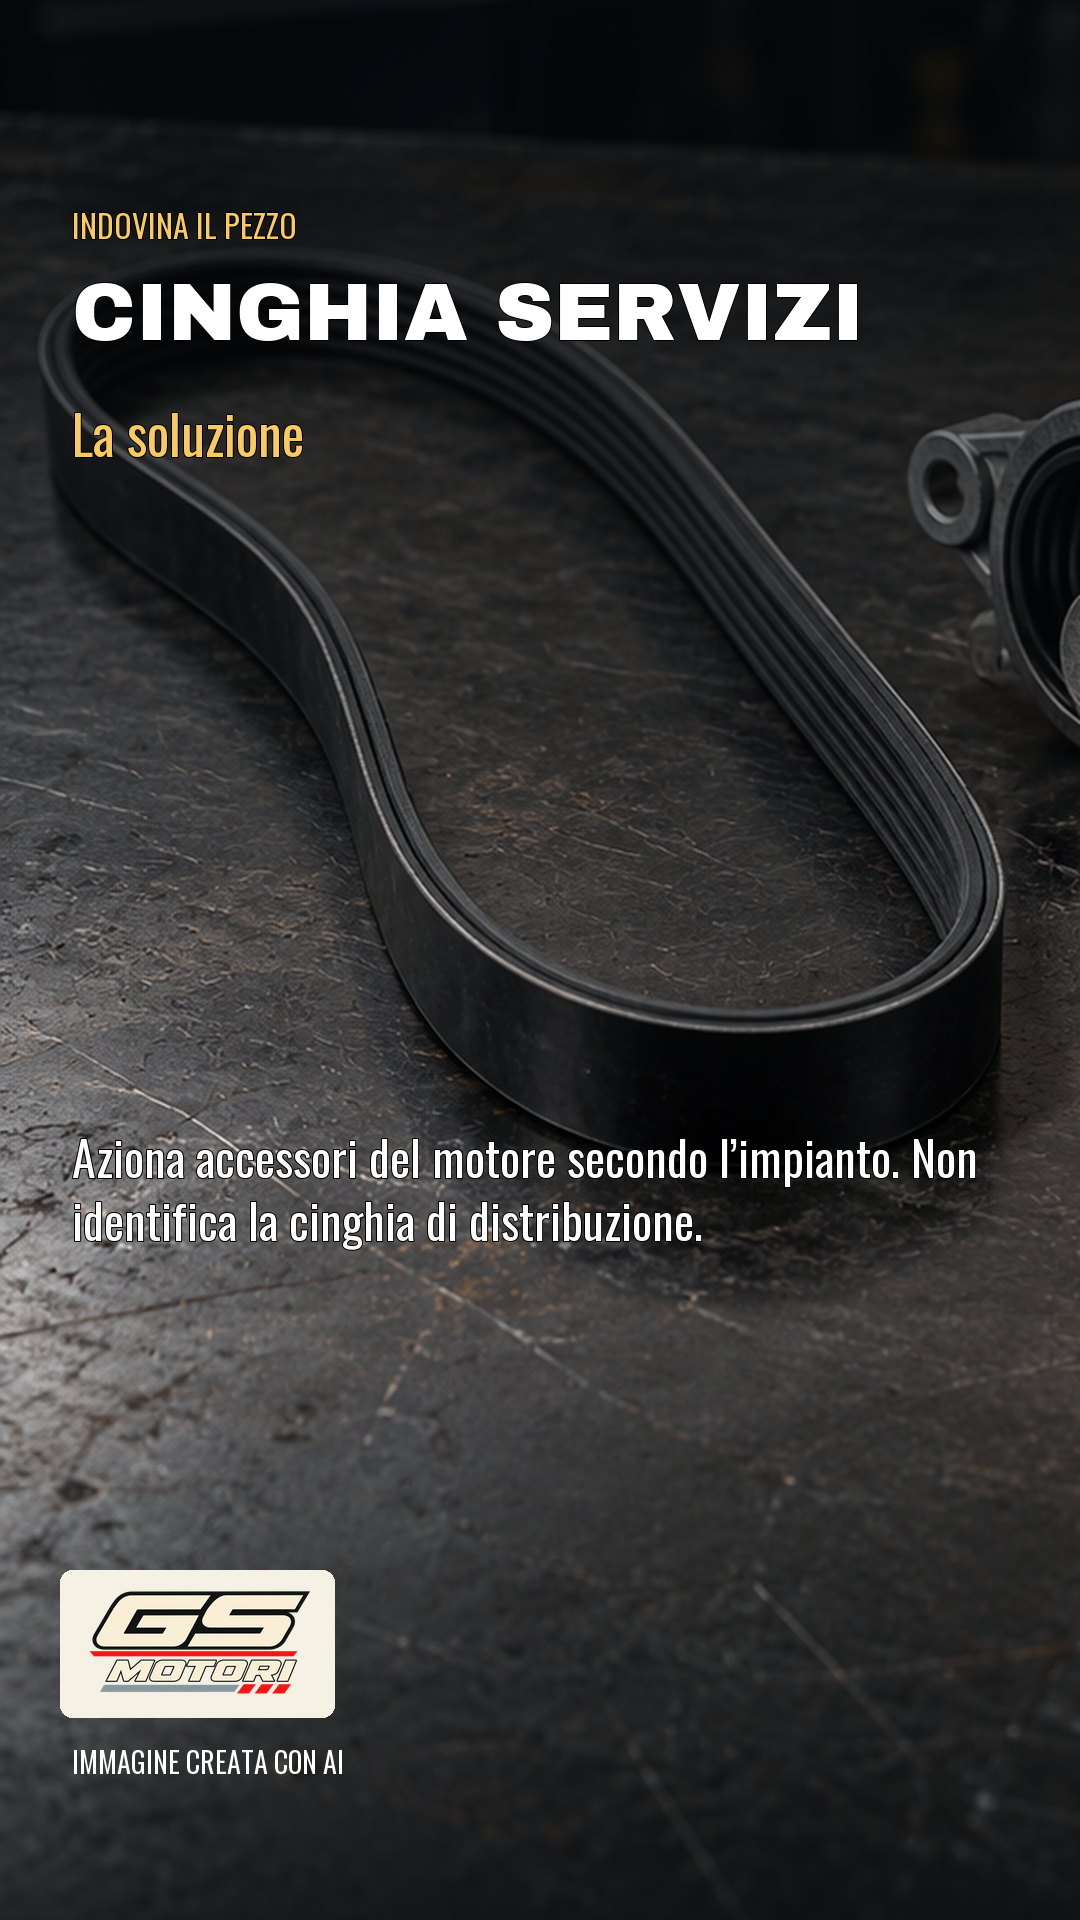 INDOVINA IL PEZZO
CINGHIA SERVIZI
La soluzione
Aziona accessori del motore secondo l’impianto. Non
identifica la cinghia di distribuzione.
GS
MOTORI
IMMAGINE CREATA CON AI